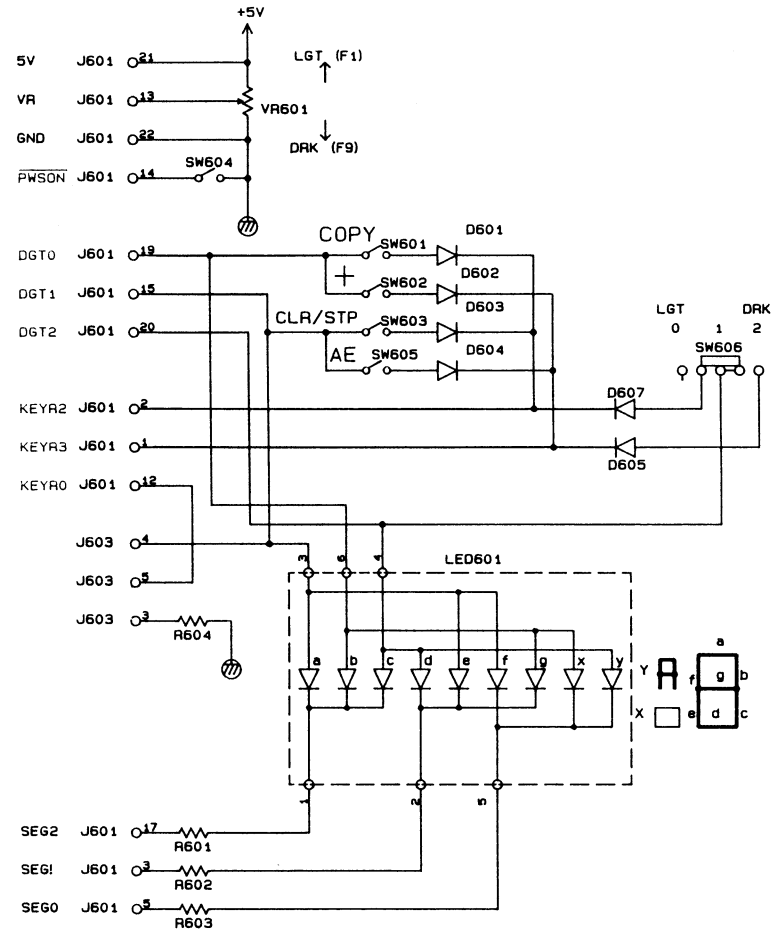 +5V
5V J601 21
LGT (F1)
VR J601 13
VR601
GND J601 22
DRK (F9)
PWSON J601 14
SW604
DGT0 J601 19
COPY SW601 D601
+ SW602 D602
DGT1 J601 15
CLR/STP SW603 D603
DGT2 J601 20
AE SW605 D604
LGT DRK
0 1 2
SW606
KEYR2 J601 2
D607
KEYR3 J601 1
D605
KEYR0 J601 12
J603 4
3 6 4
LED601
J603 5
J603 3
R604
a b c d e f g x y
Y
a
f g b
X
e d c
1 2 5
SEG2 J601 17
R601
SEG! J601 3
R602
SEG0 J601 5
R603